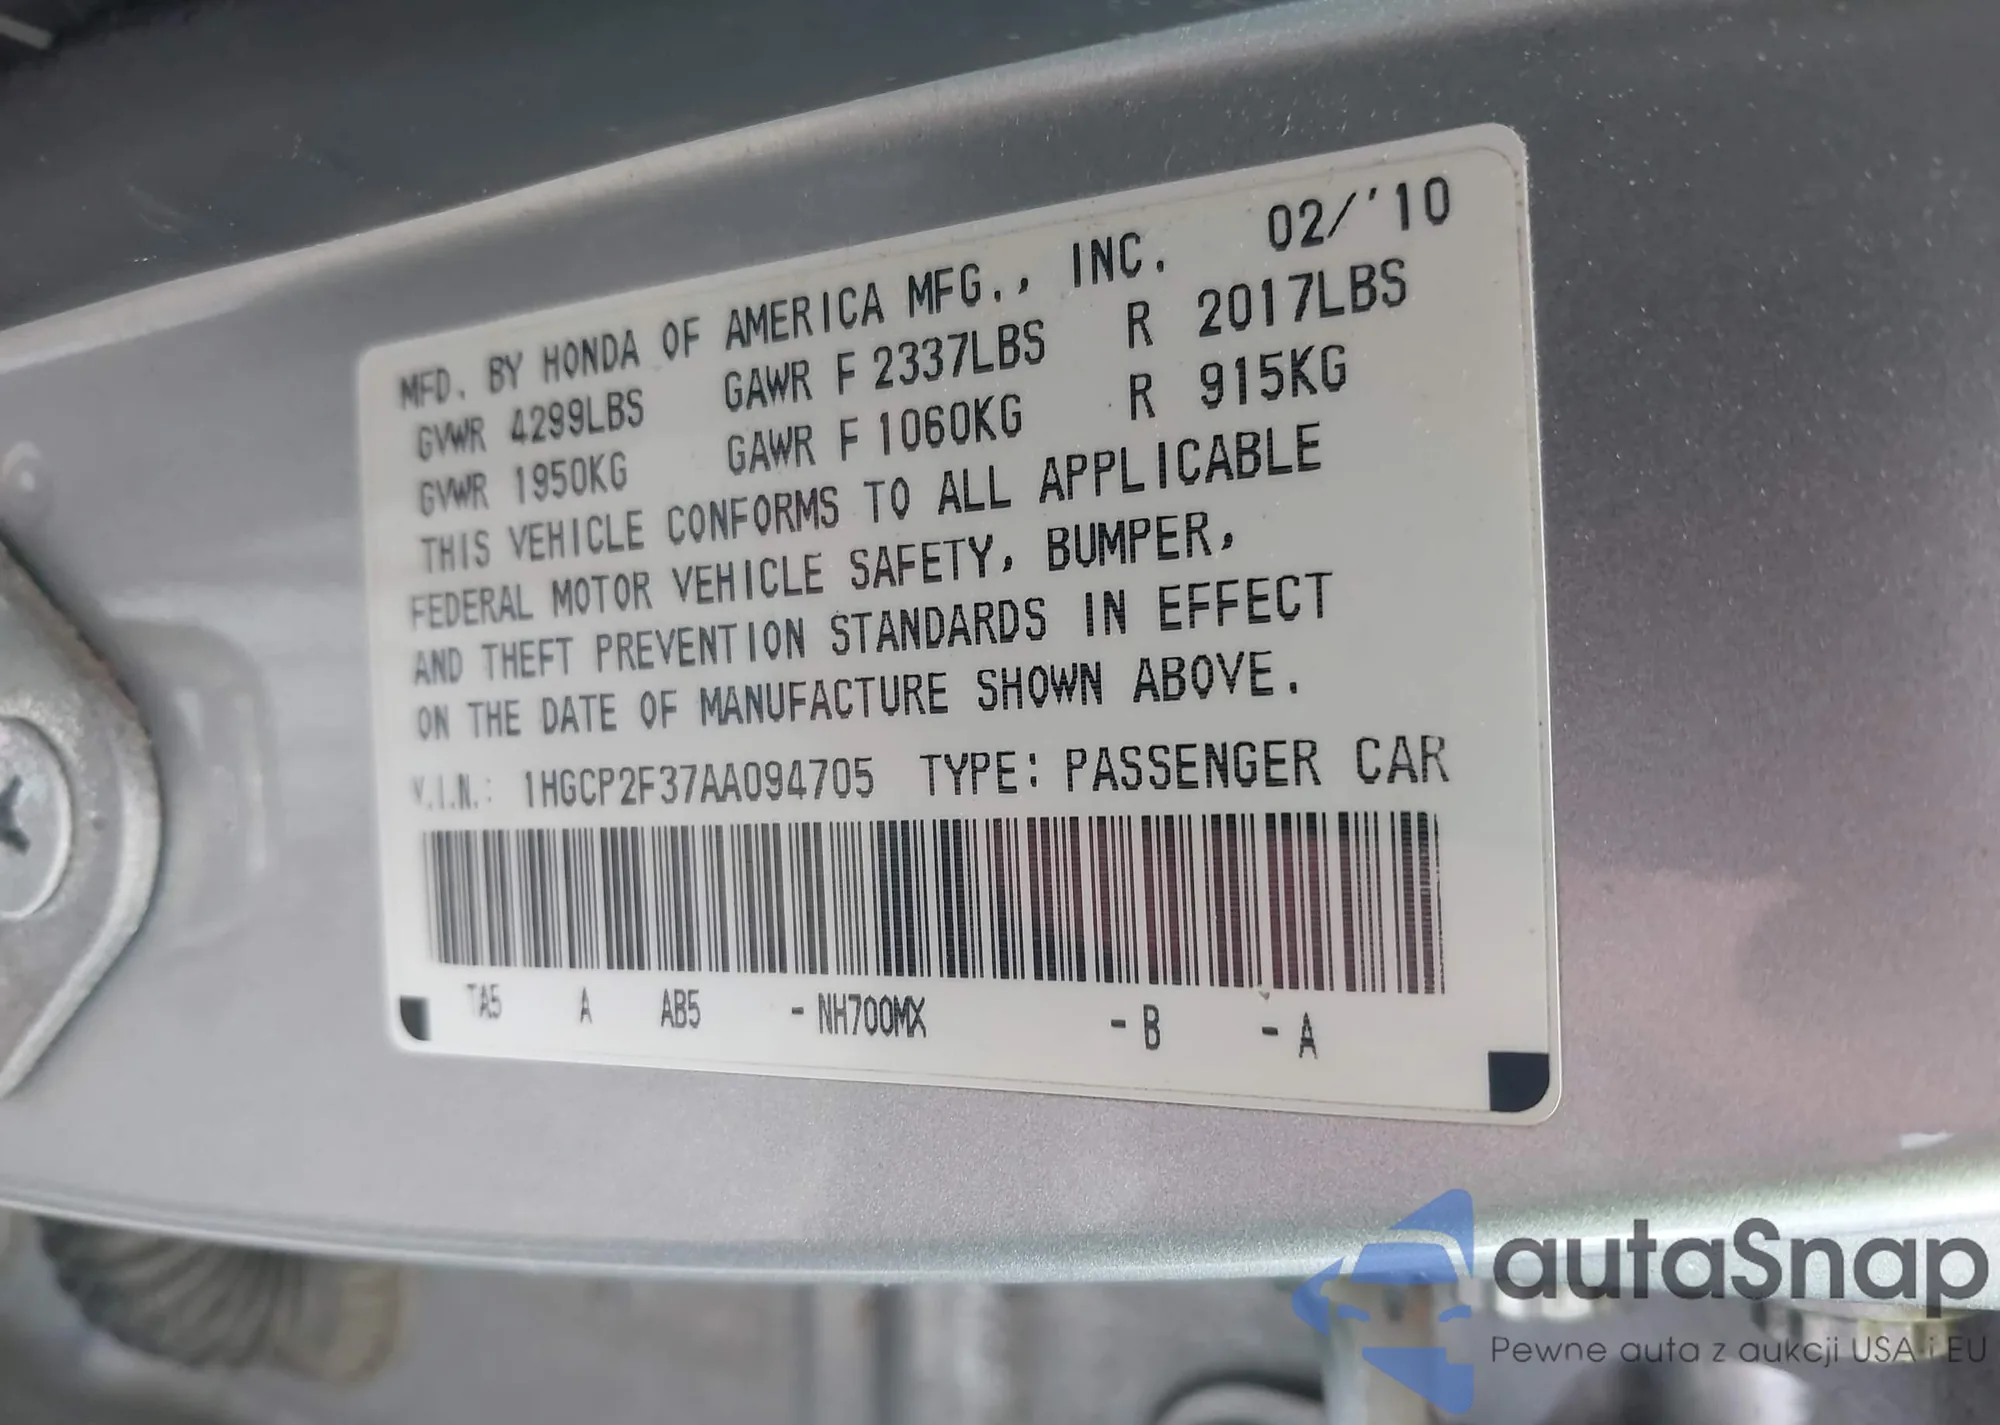 MFD. BY HONDA OF AMERICA MFG., INC. 02/'10
GVWR 4299LBS GAWR F 2337LBS R 2017LBS
GVWR 1950KG GAWR F 1060KG R 915KG
THIS VEHICLE CONFORMS TO ALL APPLICABLE
FEDERAL MOTOR VEHICLE SAFETY, BUMPER,
AND THEFT PREVENTION STANDARDS IN EFFECT
ON THE DATE OF MANUFACTURE SHOWN ABOVE.
V.I.N.: 1HGCP2F37AA094705 TYPE: PASSENGER CAR
TA5 A AB5 -NH700MX -B -A
autaSnap
Pewne auta z aukcji USA i EU